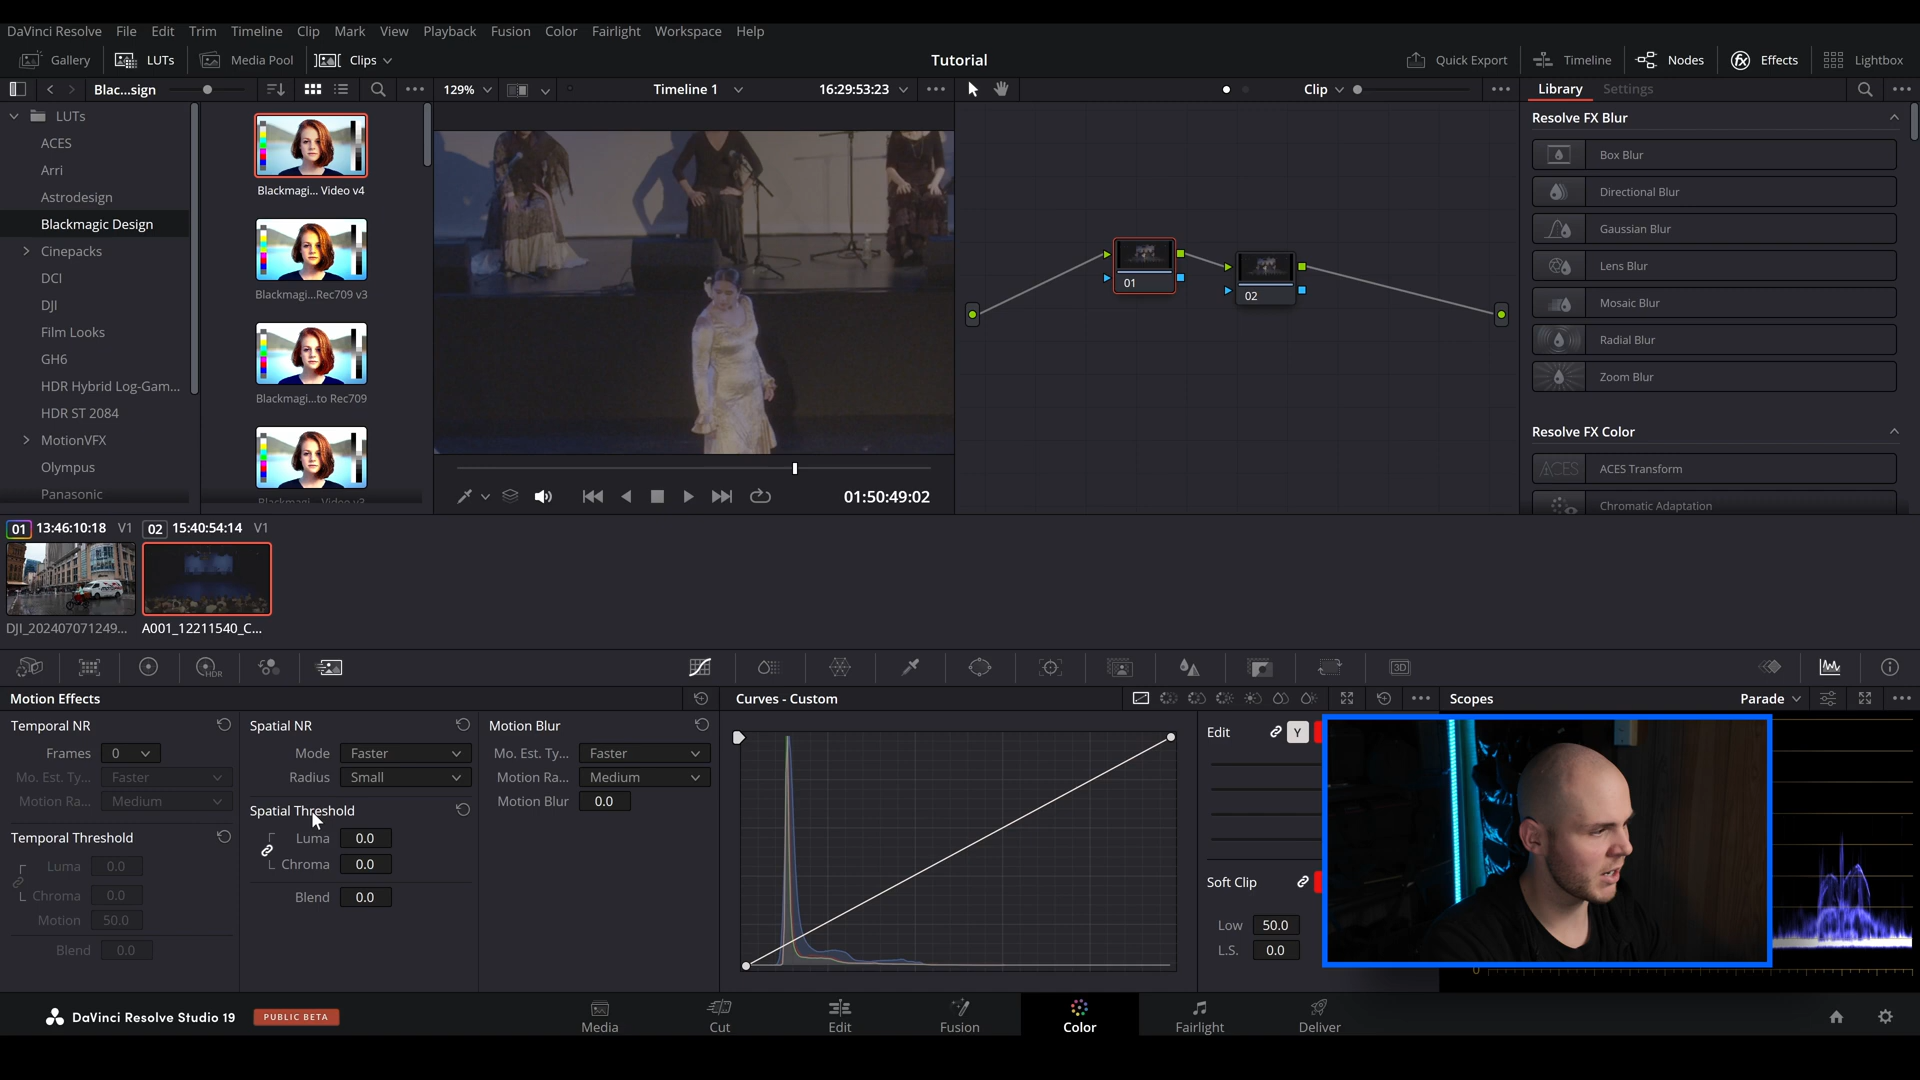 DaVinci Resolve File Edit Trim Timeline Clip Mark View Playback Fusion Color Fairlight Workspace Help
Gallery LUTs Media Pool Clips Tutorial Quick Export Timeline Nodes Effects Lightbox
Blac...sign 129% Timeline 1 16:29:53:23 Clip Library Settings
LUTs
ACES
Arri
Astrodesign
Blackmagic Design
Cinepacks
DCI
DJI
Film Looks
GH6
HDR Hybrid Log-Gam...
HDR ST 2084
MotionVFX
Olympus
Panasonic
Blackmagi... Video v4
Blackmagi...Rec709 v3
Blackmagi...to Rec709
Blackmagi... Video v3
01:50:49:02
01
02
Resolve FX Blur
Box Blur
Directional Blur
Gaussian Blur
Lens Blur
Mosaic Blur
Radial Blur
Zoom Blur
Resolve FX Color
ACES ACES Transform
Chromatic Adaptation
01 13:46:10:18 V1 02 15:40:54:14 V1
DJI_202407071249... A001_12211540_C...
HDR
3D
Motion Effects
Temporal NR
Frames 0
Mo. Est. Ty... Faster
Motion Ra... Medium
Temporal Threshold
Luma 0.0
Chroma 0.0
Motion 50.0
Blend 0.0
Spatial NR
Mode Faster
Radius Small
Spatial Threshold
Luma 0.0
Chroma 0.0
Blend 0.0
Motion Blur
Mo. Est. Ty... Faster
Motion Ra... Medium
Motion Blur 0.0
Curves - Custom
Edit Y
Soft Clip
Low 50.0
L.S. 0.0
Scopes Parade
0
DaVinci Resolve Studio 19 PUBLIC BETA
Media Cut Edit Fusion Color Fairlight Deliver